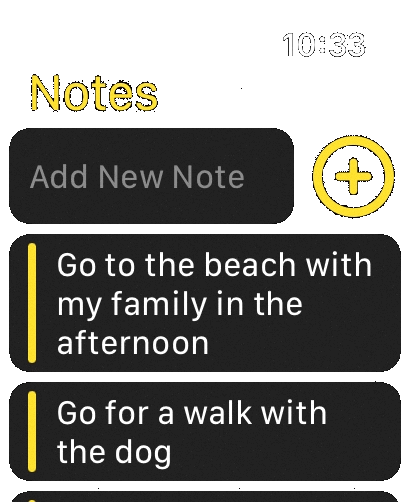 10:33
Notes
Add New Note
Go to the beach with
my family in the
afternoon
Go for a walk with
the dog